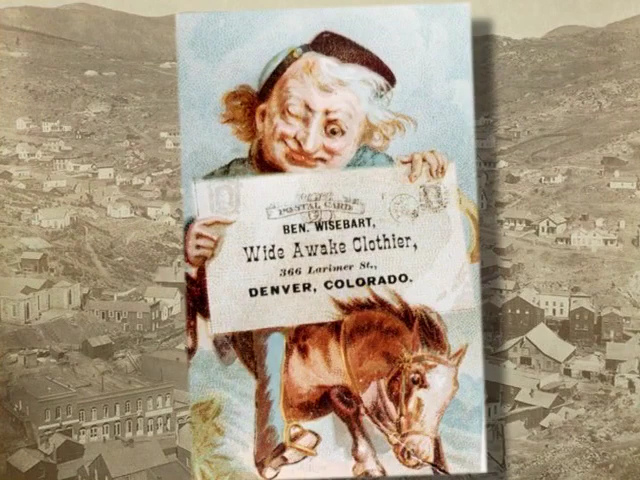 POSTAL CARD
BEN. WISEBART,
Wide Awake Clothier,
366 Larimer St.,
DENVER, COLORADO.